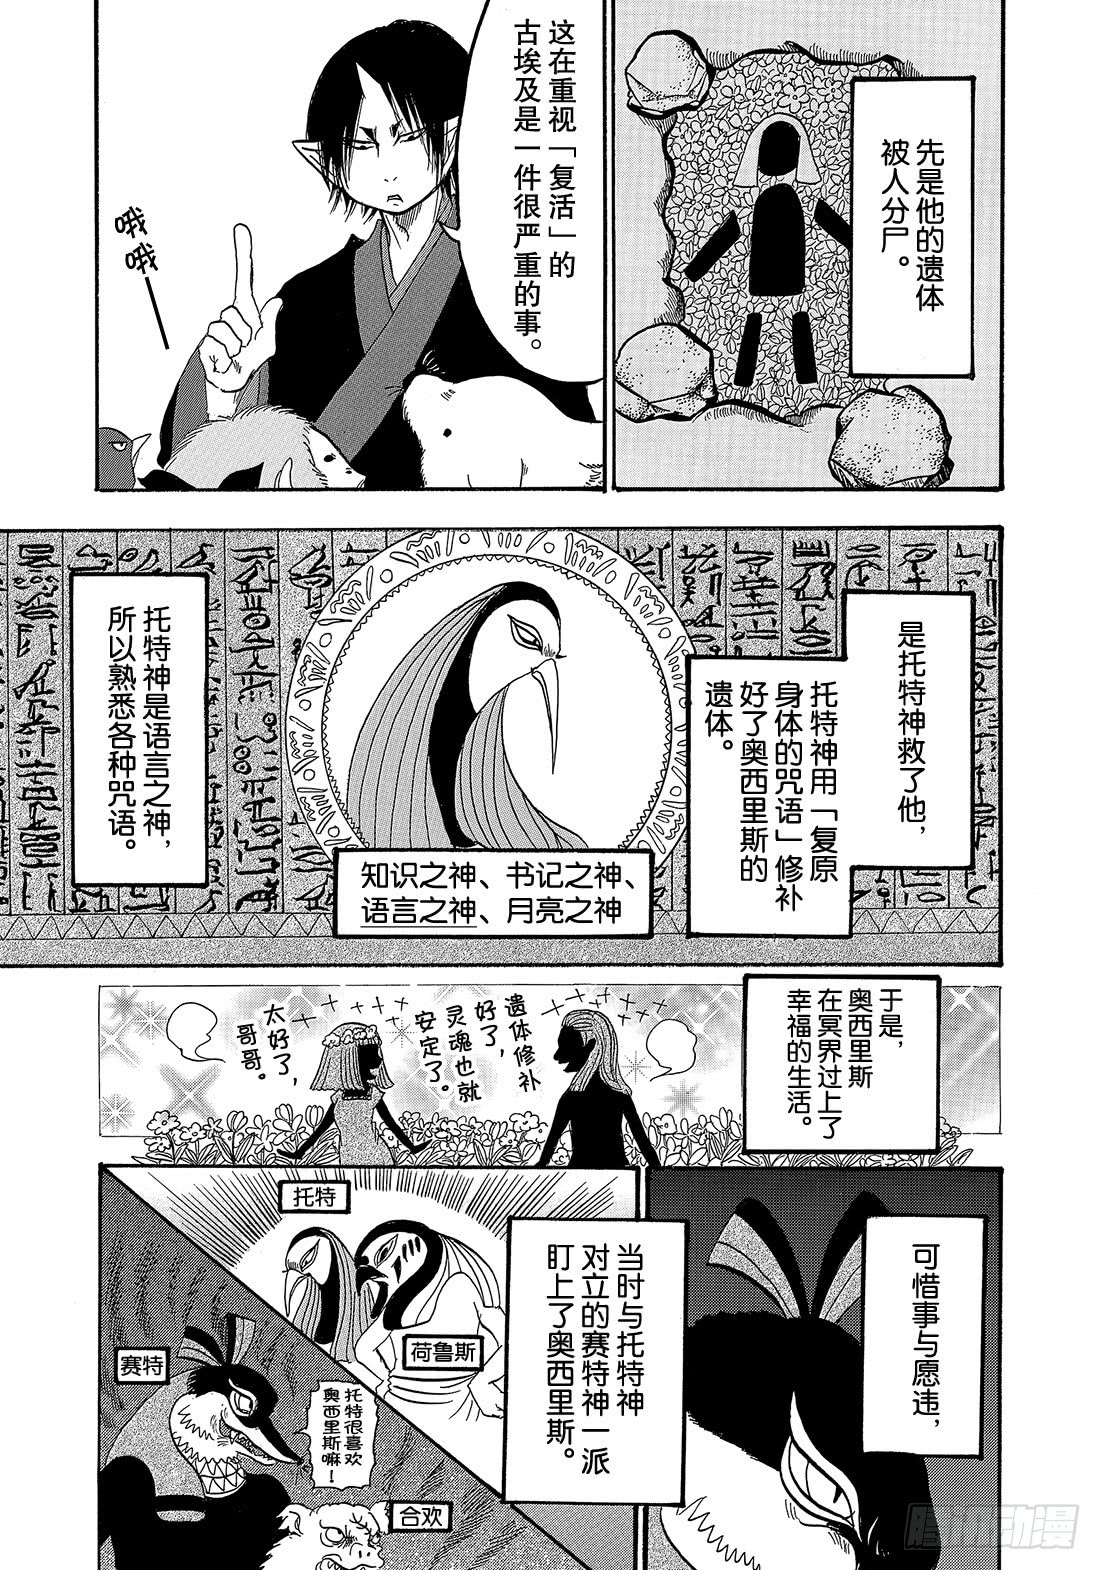 先是他的遗体
被人分尸。
这在重视「复活」的
古埃及是一件很严重的事。
哦哦—
是托特神救了他,
托特神用「复原
身体的咒语」修补
好了奥西里斯的
遗体。
知识之神、书记之神、
语言之神、月亮之神
托特神是语言之神,
所以熟悉各种咒语。
于是,
奥西里斯
在冥界过上了
幸福的生活。
遗体修补
好了,
灵魂也就
安定了。
太好了,
哥哥。
可惜事与愿违,
当时与托特神
对立的赛特神一派
盯上了奥西里斯。
托特
荷鲁斯
赛特
托特很喜欢
奥西里斯嘛!
合欢
腾讯动漫